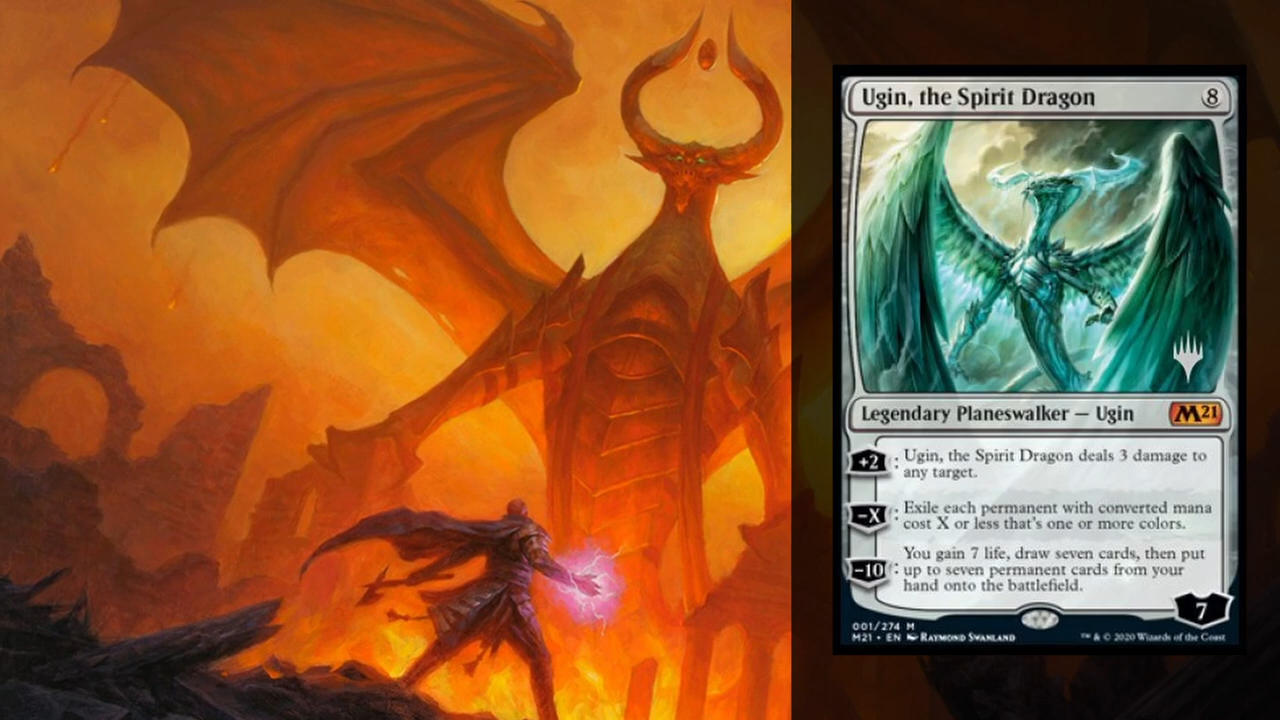 Ugin, the Spirit Dragon 8
Legendary Planeswalker — Ugin M21
+2 : Ugin, the Spirit Dragon deals 3 damage to
any target.
−X : Exile each permanent with converted mana
cost X or less that's one or more colors.
−10 : You gain 7 life, draw seven cards, then put
up to seven permanent cards from your
hand onto the battlefield.
7
001/274 M
M21 • EN Raymond Swanland ™ & © 2020 Wizards of the Coast